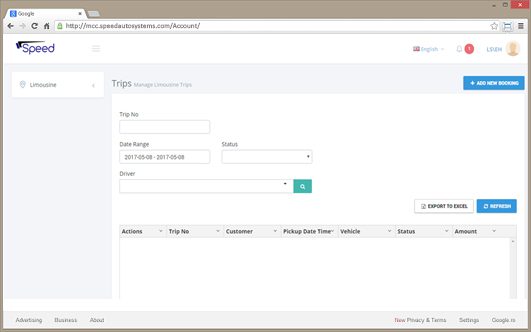 Google
http://mcc.speedautosystems.com/Account/
Speed
English
1
Limousine
Trips Manage Limousine Trips
+ ADD NEW BOOKING
Trip No
Date Range Status
2017-05-08 - 2017-05-08
Driver
EXPORT TO EXCEL REFRESH
Actions Trip No Customer Pickup Date Time Vehicle Status Amount
Advertising Business About New Privacy & Terms Settings Google.ro